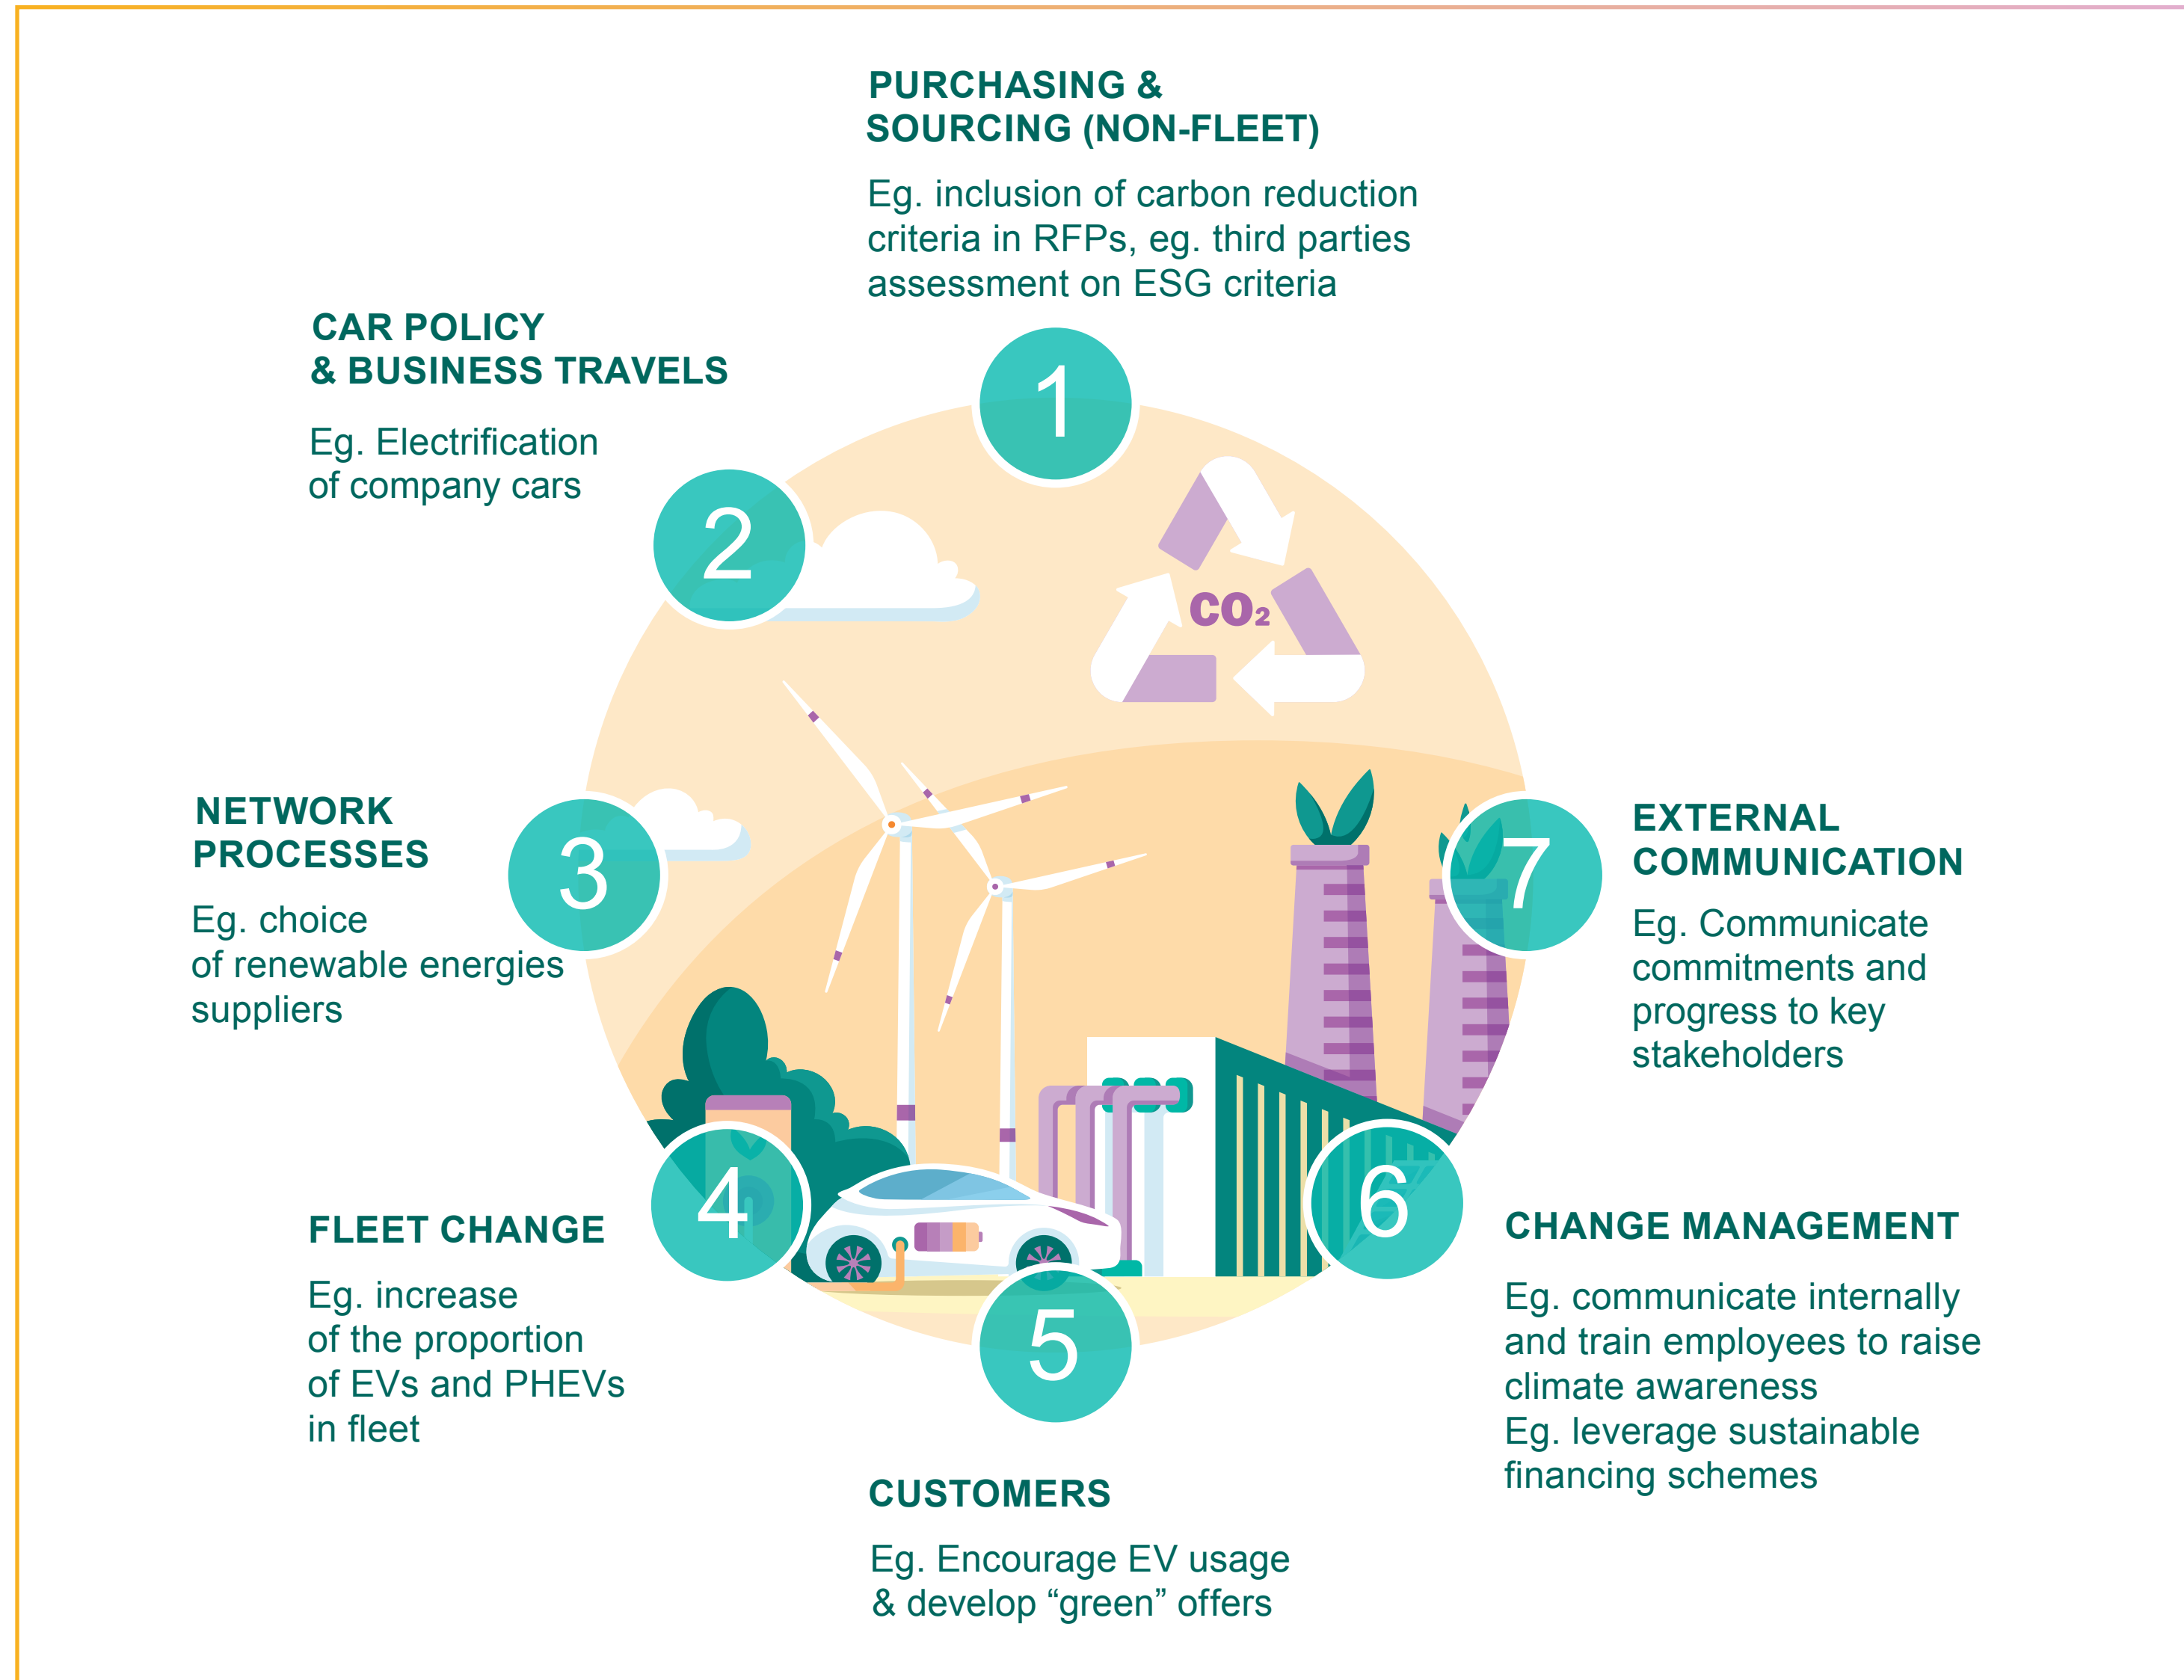 PURCHASING &
SOURCING (NON-FLEET)
Eg. inclusion of carbon reduction
criteria in RFPs, eg. third parties
assessment on ESG criteria
1
CAR POLICY
& BUSINESS TRAVELS
Eg. Electrification
of company cars
2
CO₂
NETWORK
PROCESSES
Eg. choice
of renewable energies
suppliers
3
FLEET CHANGE
Eg. increase
of the proportion
of EVs and PHEVs
in fleet
4
CUSTOMERS
Eg. Encourage EV usage
& develop “green” offers
5
CHANGE MANAGEMENT
Eg. communicate internally
and train employees to raise
climate awareness
Eg. leverage sustainable
financing schemes
6
EXTERNAL
COMMUNICATION
Eg. Communicate
commitments and
progress to key
stakeholders
7